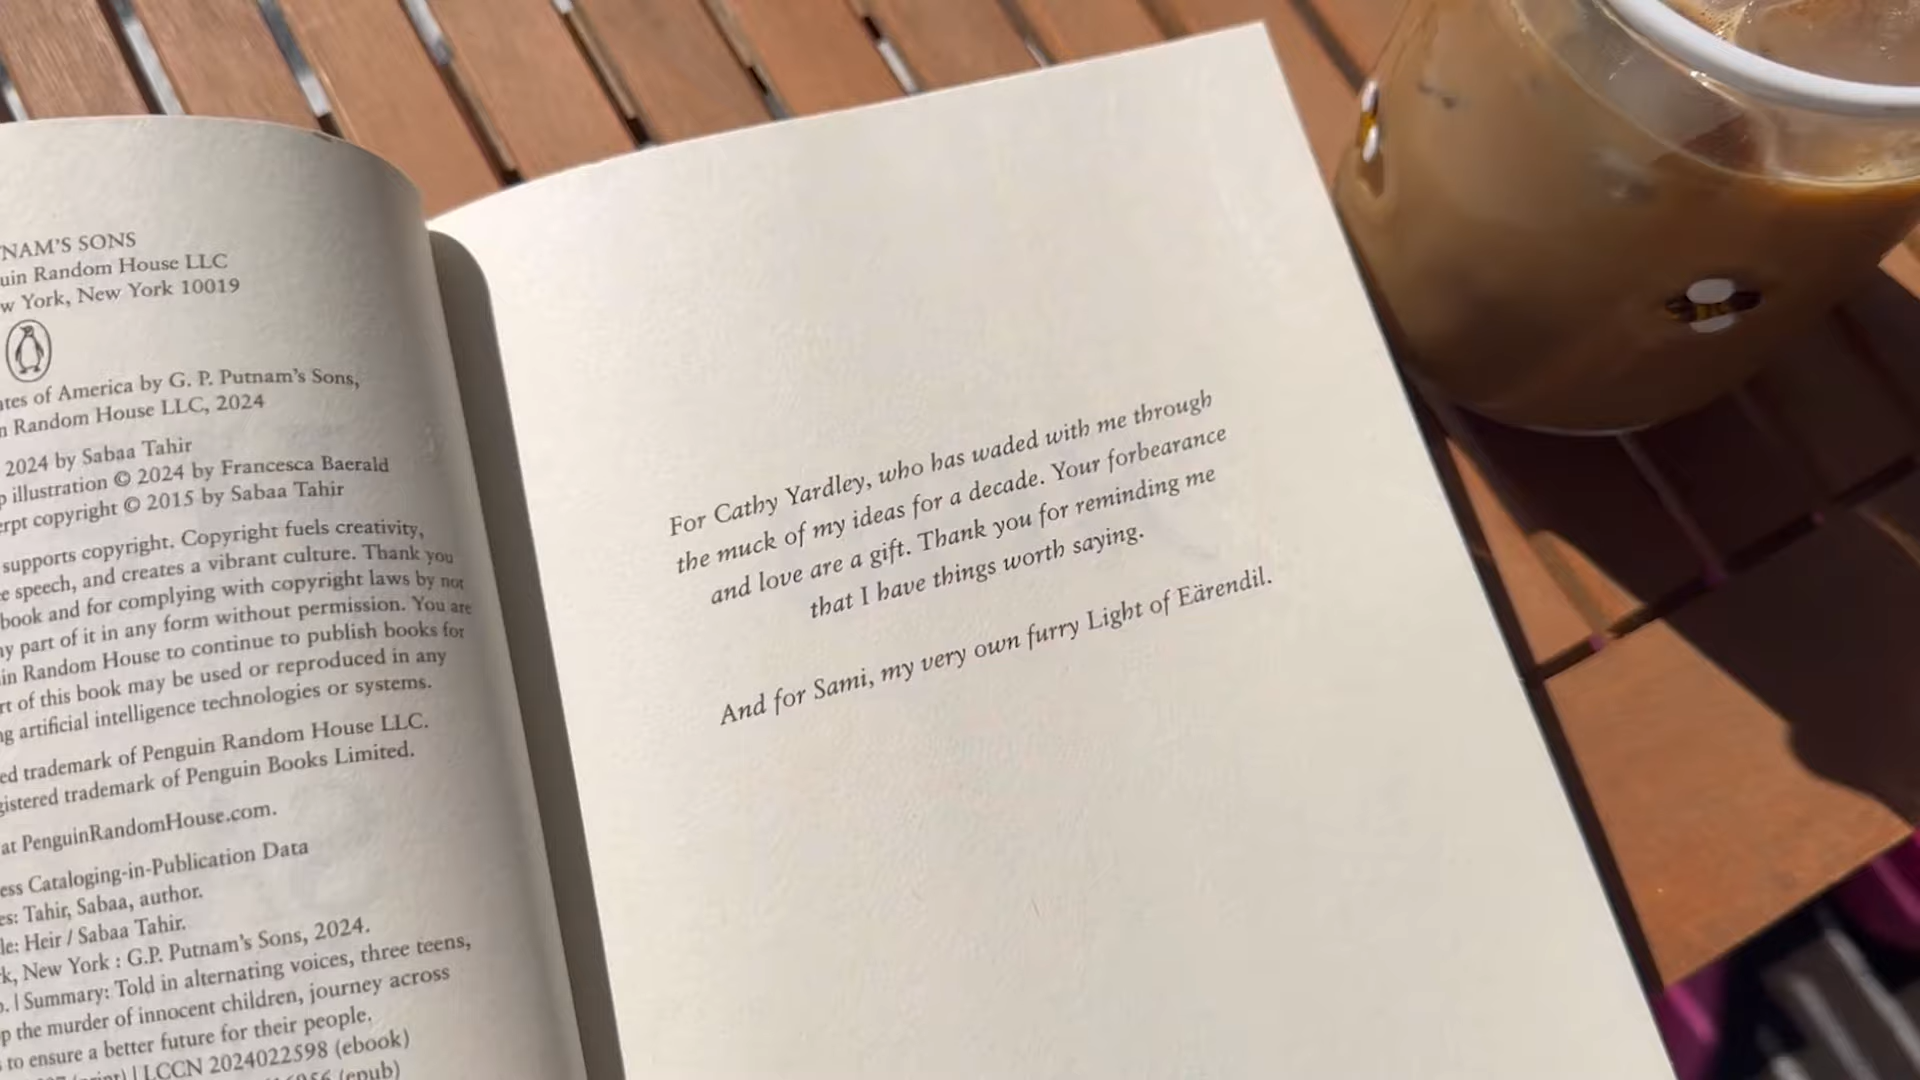 NAM'S SONS
uin Random House LLC
w York, New York 10019
ates of America by G. P. Putnam's Sons,
n Random House LLC, 2024
2024 by Sabaa Tahir
p illustration © 2024 by Francesca Baerald
erpt copyright © 2015 by Sabaa Tahir
supports copyright. Copyright fuels creativity,
e speech, and creates a vibrant culture. Thank you
book and for complying with copyright laws by not
ny part of it in any form without permission. You are
in Random House to continue to publish books for
rt of this book may be used or reproduced in any
ng artificial intelligence technologies or systems.
ed trademark of Penguin Random House LLC.
gistered trademark of Penguin Books Limited.
at PenguinRandomHouse.com.
ess Cataloging-in-Publication Data
es: Tahir, Sabaa, author.
le: Heir / Sabaa Tahir.
k, New York : G.P. Putnam's Sons, 2024.
p. | Summary: Told in alternating voices, three teens,
p the murder of innocent children, journey across
to ensure a better future for their people.
| LCCN 2024022598 (ebook)
(epub)
For Cathy Yardley, who has waded with me through
the muck of my ideas for a decade. Your forbearance
and love are a gift. Thank you for reminding me
that I have things worth saying.
And for Sami, my very own furry Light of Eärendil.